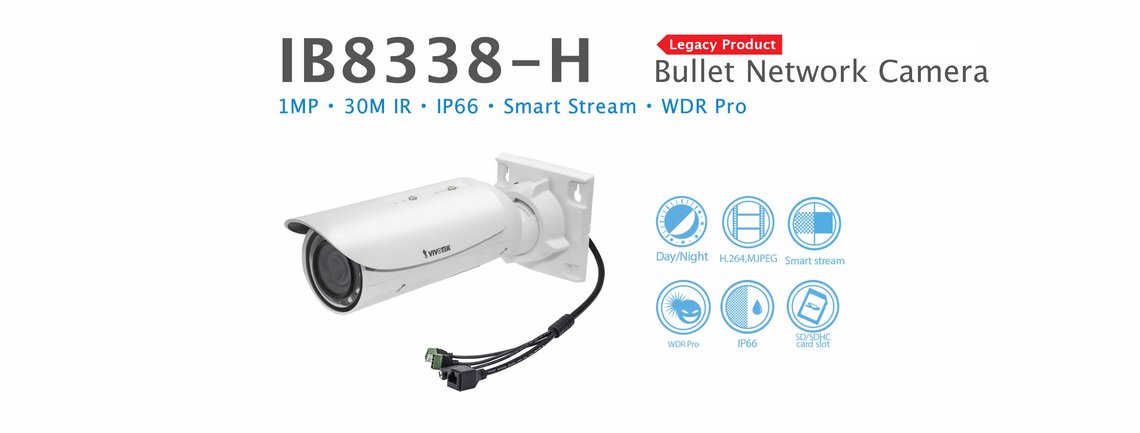 IB8338-H
Legacy Product
Bullet Network Camera
1MP • 30M IR • IP66 • Smart Stream • WDR Pro
VIVOTEK
Day/Night
H.264,MJPEG
Smart stream
WDR Pro
IP66
SD
SD/SDHC
card slot